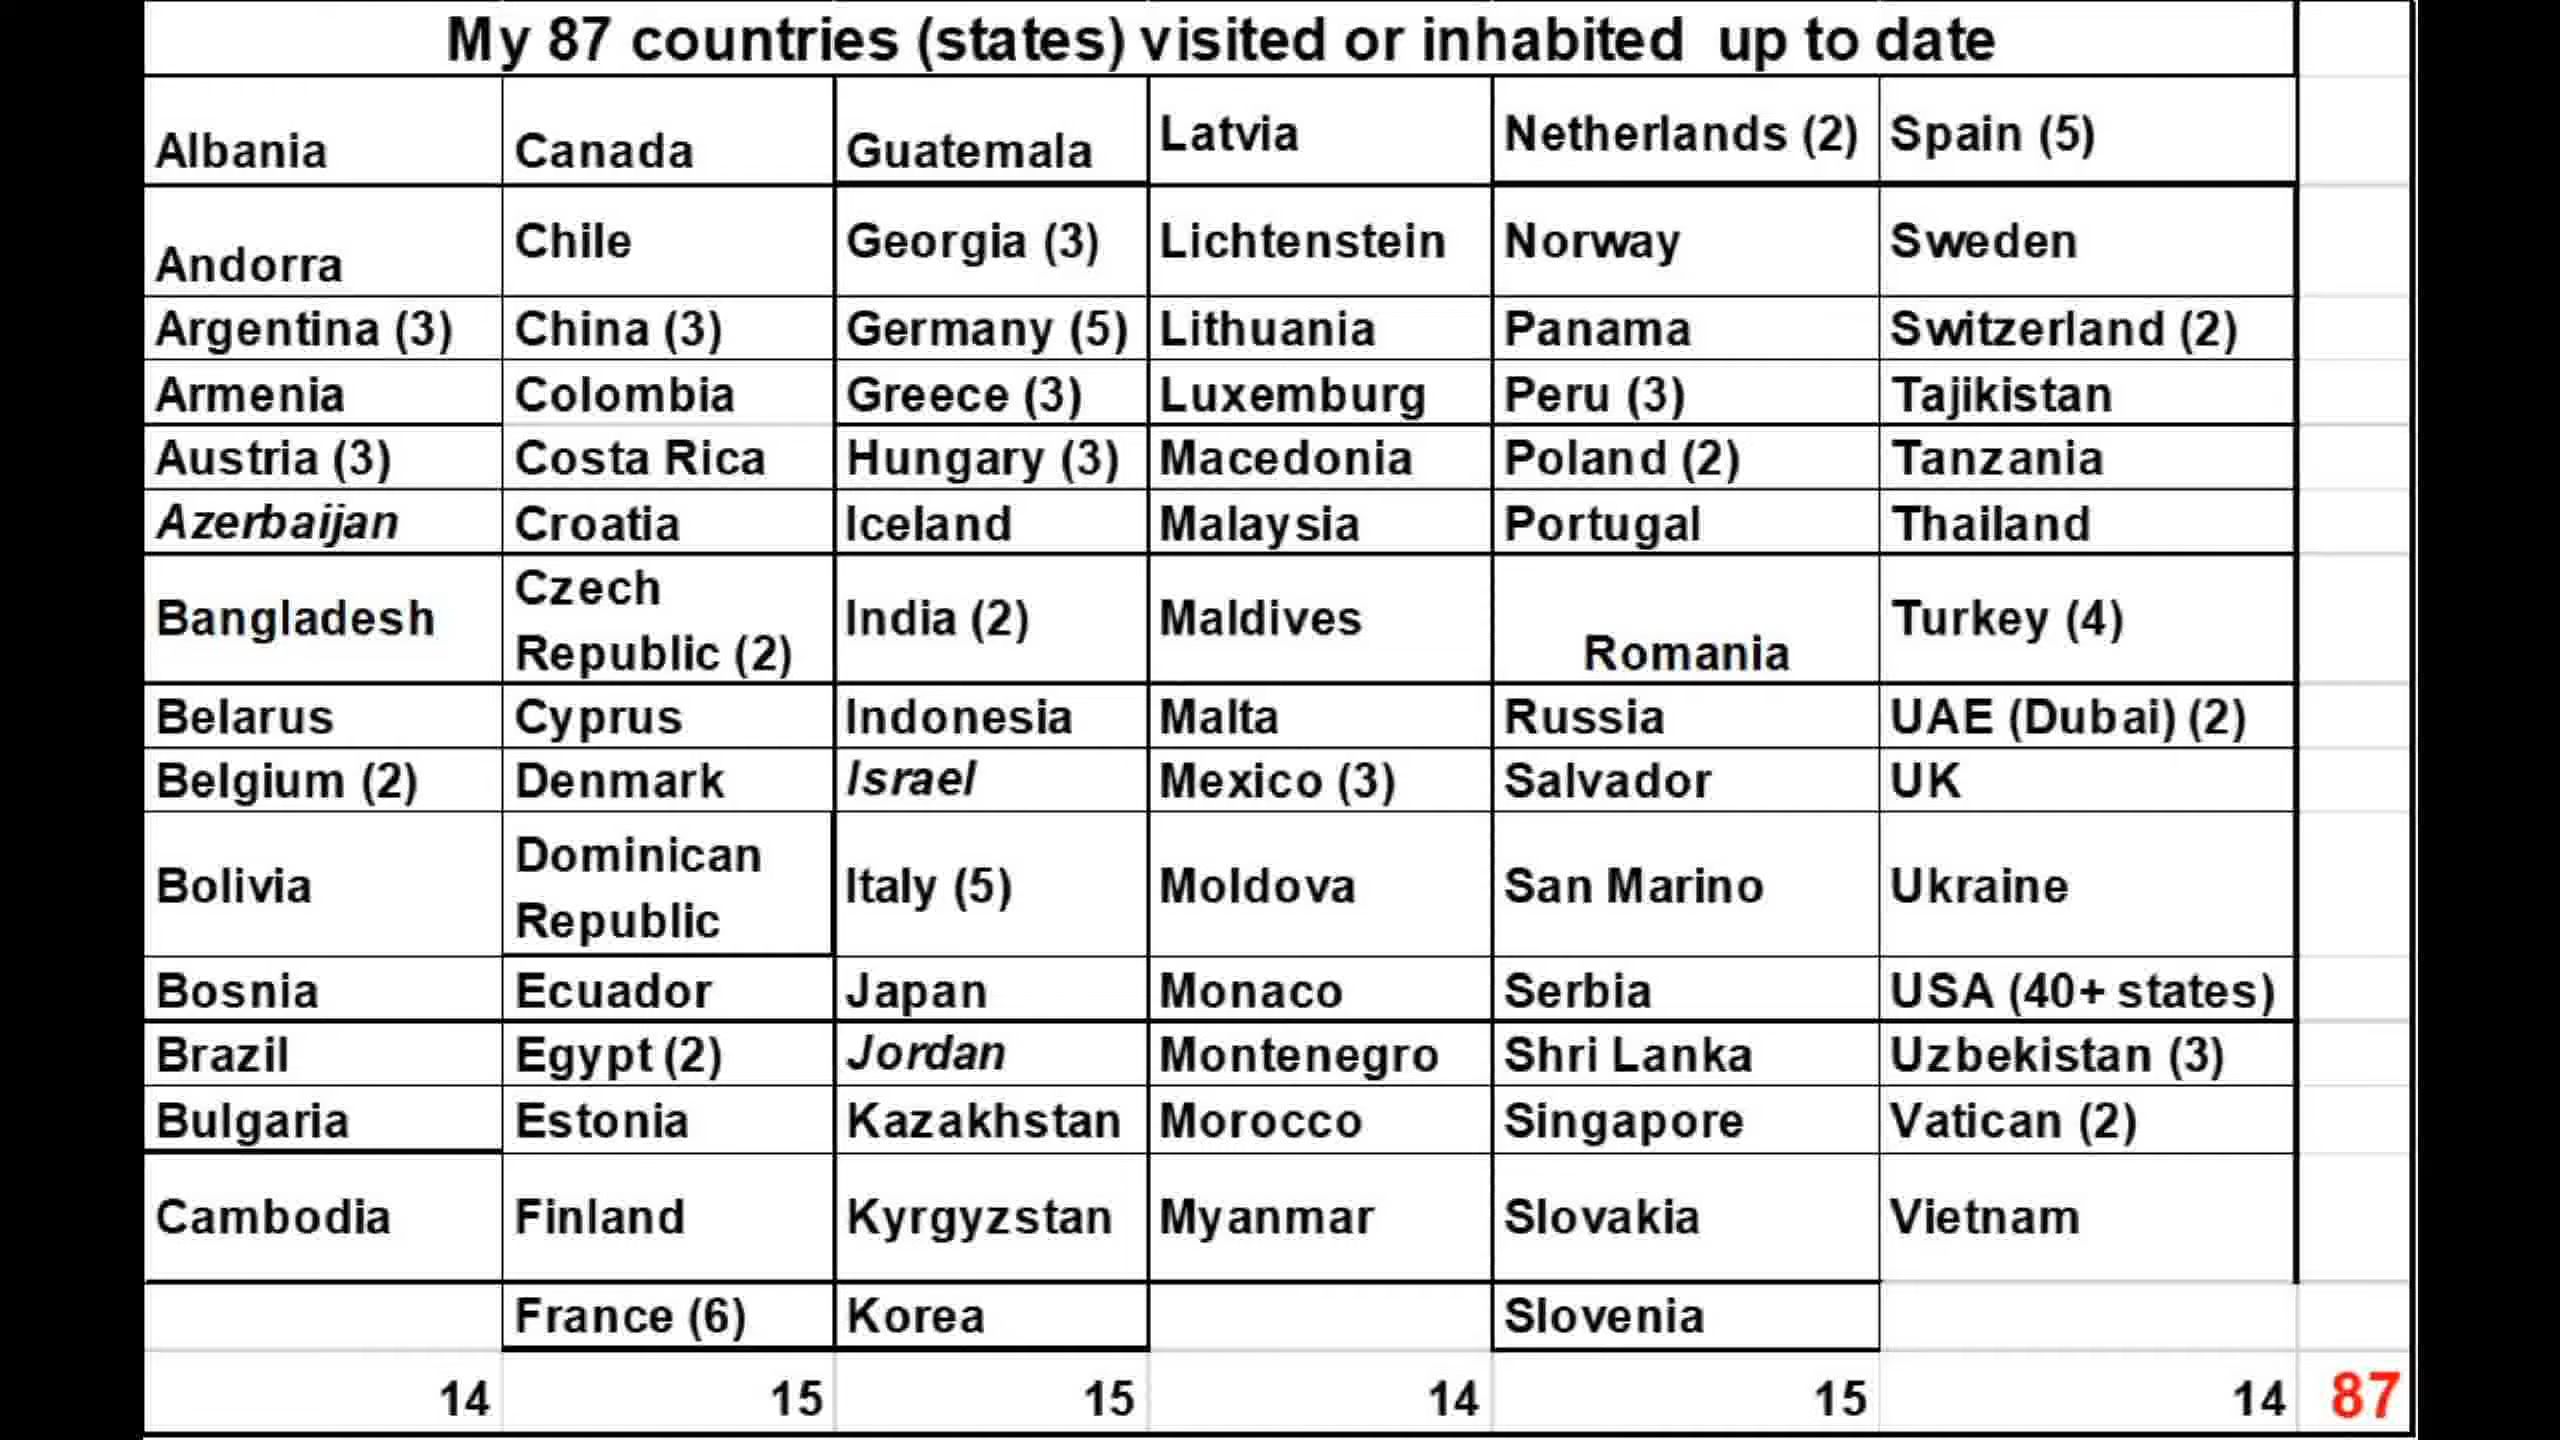 My 87 countries (states) visited or inhabited up to date
Albania Canada Guatemala Latvia Netherlands (2) Spain (5)
Andorra Chile Georgia (3) Lichtenstein Norway Sweden
Argentina (3) China (3) Germany (5) Lithuania Panama Switzerland (2)
Armenia Colombia Greece (3) Luxemburg Peru (3) Tajikistan
Austria (3) Costa Rica Hungary (3) Macedonia Poland (2) Tanzania
Azerbaijan Croatia Iceland Malaysia Portugal Thailand
Bangladesh Czech Republic (2) India (2) Maldives Romania Turkey (4)
Belarus Cyprus Indonesia Malta Russia UAE (Dubai) (2)
Belgium (2) Denmark Israel Mexico (3) Salvador UK
Bolivia Dominican Republic Italy (5) Moldova San Marino Ukraine
Bosnia Ecuador Japan Monaco Serbia USA (40+ states)
Brazil Egypt (2) Jordan Montenegro Shri Lanka Uzbekistan (3)
Bulgaria Estonia Kazakhstan Morocco Singapore Vatican (2)
Cambodia Finland Kyrgyzstan Myanmar Slovakia Vietnam
France (6) Korea Slovenia
14 15 15 14 15 14 87